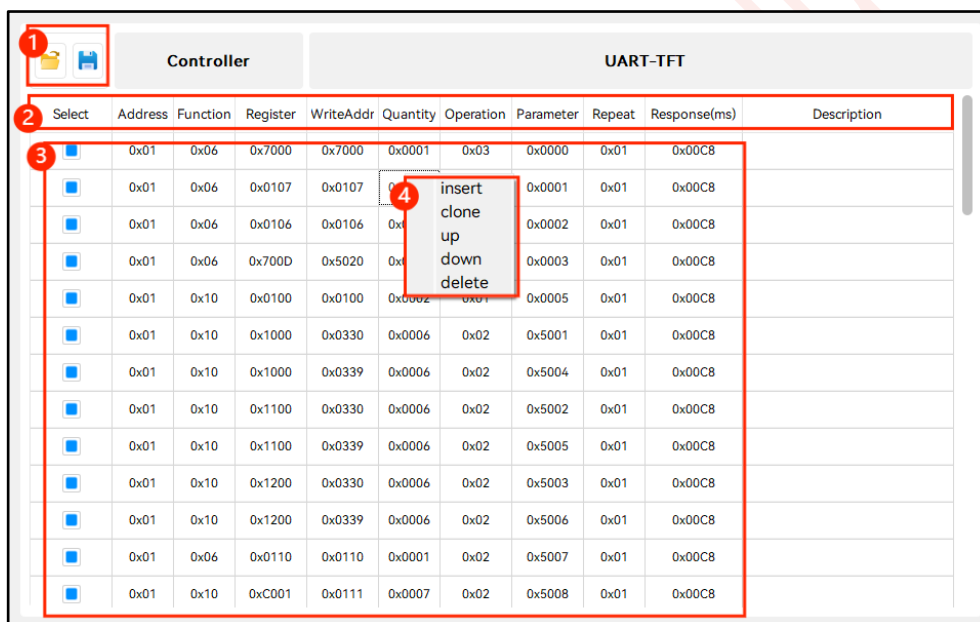 1 Controller UART-TFT
2 Select Address Function Register WriteAddr Quantity Operation Parameter Repeat Response(ms) Description
3 0x01 0x06 0x7000 0x7000 0x0001 0x03 0x0000 0x01 0x00C8
0x01 0x06 0x0107 0x0107 0x0001 0x01 0x00C8
0x01 0x06 0x0106 0x0106 0x0002 0x01 0x00C8
0x01 0x06 0x700D 0x5020 0x0003 0x01 0x00C8
4 insert
clone
up
down
delete
0x01 0x10 0x0100 0x0100 0x0002 0x01 0x0005 0x01 0x00C8
0x01 0x10 0x1000 0x0330 0x0006 0x02 0x5001 0x01 0x00C8
0x01 0x10 0x1000 0x0339 0x0006 0x02 0x5004 0x01 0x00C8
0x01 0x10 0x1100 0x0330 0x0006 0x02 0x5002 0x01 0x00C8
0x01 0x10 0x1100 0x0339 0x0006 0x02 0x5005 0x01 0x00C8
0x01 0x10 0x1200 0x0330 0x0006 0x02 0x5003 0x01 0x00C8
0x01 0x10 0x1200 0x0339 0x0006 0x02 0x5006 0x01 0x00C8
0x01 0x06 0x0110 0x0110 0x0001 0x02 0x5007 0x01 0x00C8
0x01 0x10 0xC001 0x0111 0x0007 0x02 0x5008 0x01 0x00C8